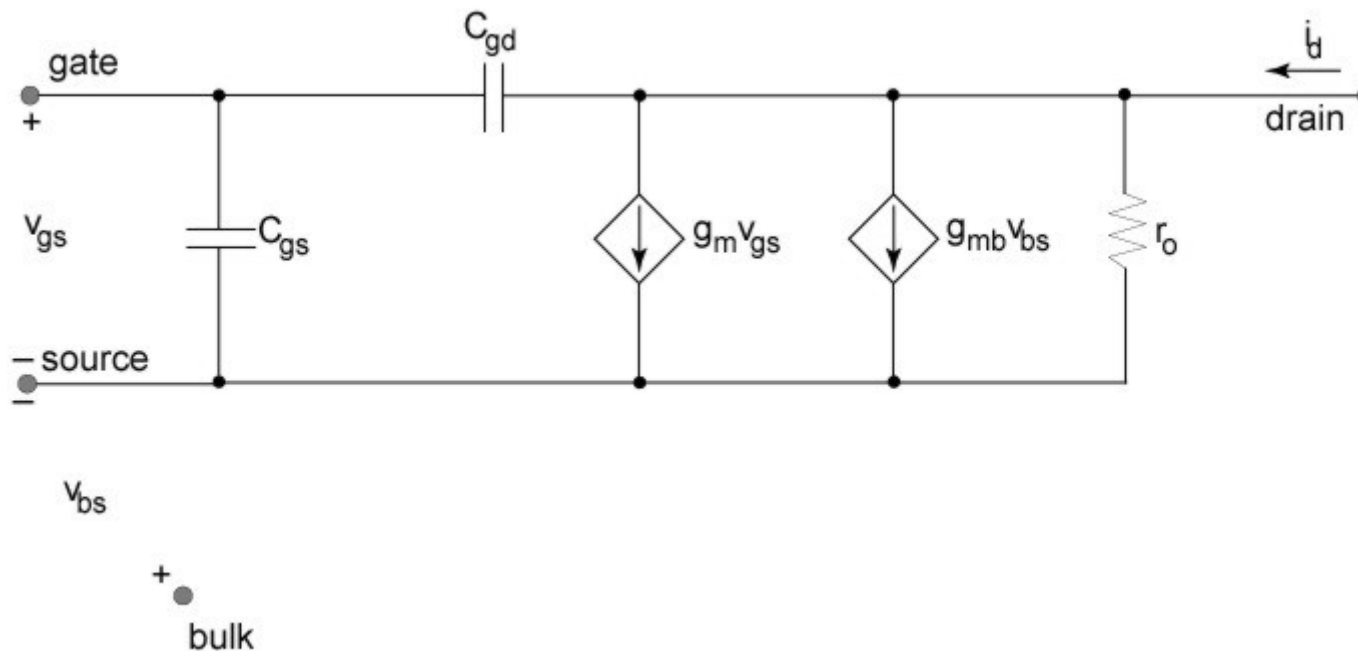 C_gd
i_d
gate
+
drain
v_gs
C_gs
g_m v_gs
g_mb v_bs
r_o
– source
–
v_bs
+
bulk